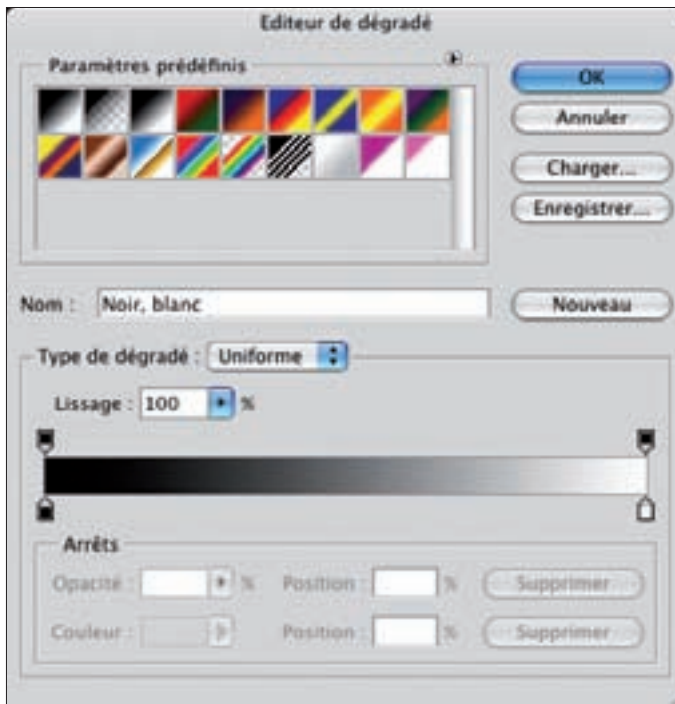 Editeur de dégradé
Paramètres prédéfinis
OK
Annuler
Charger...
Enregistrer...
Nom : Noir, blanc
Nouveau
Type de dégradé : Uniforme
Lissage : 100 %
Arrêts
Opacité : % Position : % Supprimer
Couleur : Position : % Supprimer